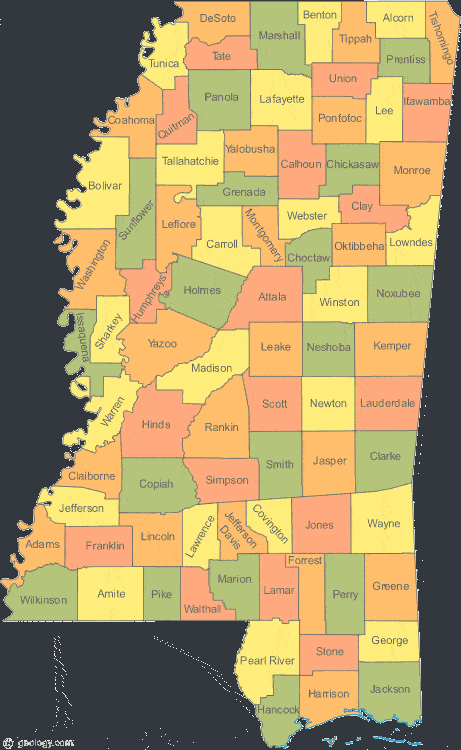 DeSoto
Marshall
Benton
Tippah
Alcorn
Tishomingo
Tunica
Tate
Prentiss
Union
Panola
Lafayette
Lee
Itawamba
Coahoma
Quitman
Pontotoc
Tallahatchie
Yalobusha
Calhoun
Chickasaw
Monroe
Bolivar
Grenada
Sunflower
Leflore
Clay
Webster
Montgomery
Carroll
Oktibbeha
Lowndes
Washington
Choctaw
Humphreys
Holmes
Attala
Winston
Noxubee
Issaquena
Sharkey
Yazoo
Leake
Neshoba
Kemper
Madison
Warren
Scott
Newton
Lauderdale
Hinds
Rankin
Smith
Jasper
Clarke
Claiborne
Copiah
Simpson
Jefferson
Covington
Jones
Wayne
Adams
Franklin
Lincoln
Lawrence
Jefferson
Davis
Forrest
Wilkinson
Amite
Pike
Marion
Walthall
Lamar
Perry
Greene
George
Pearl River
Stone
Hancock
Harrison
Jackson
© geology.com